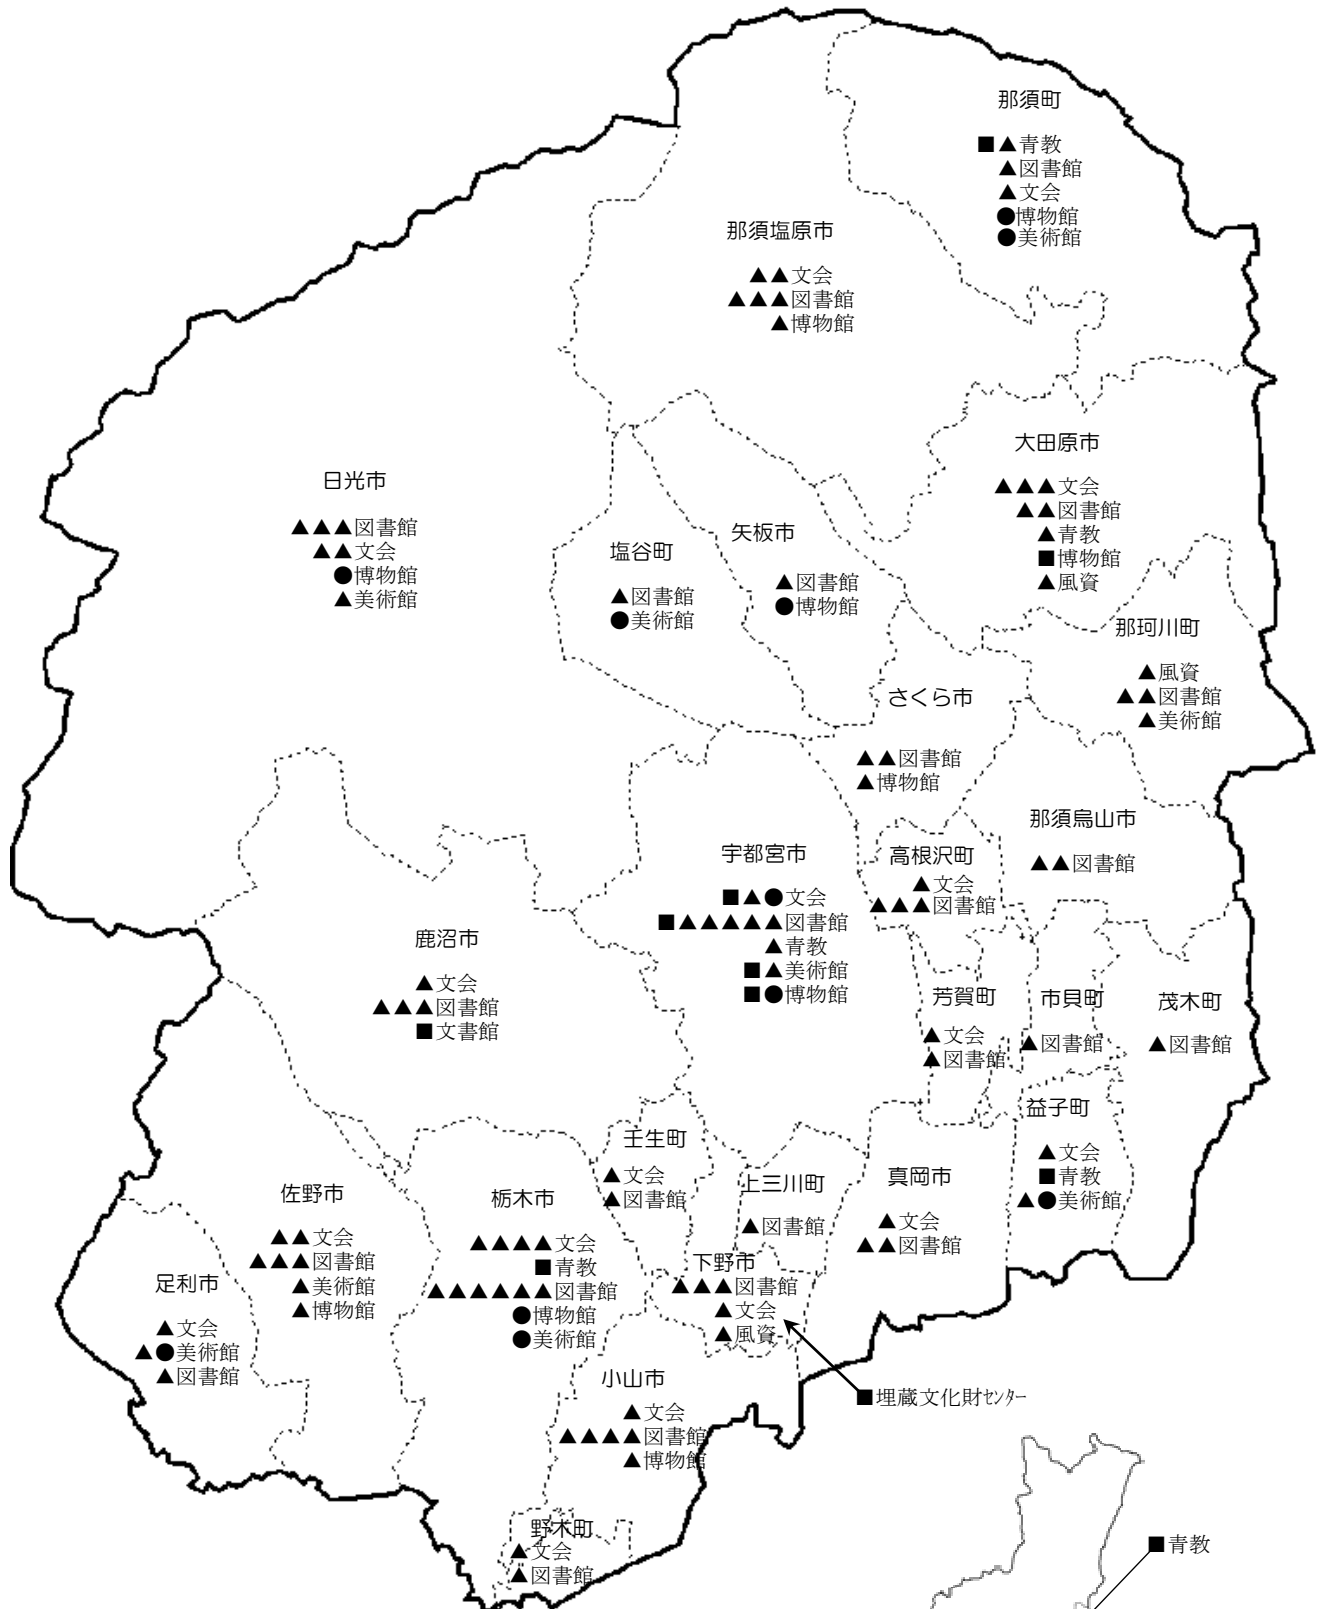 那須町
■▲青教
▲図書館
▲文会
●博物館
●美術館
那須塩原市
▲▲文会
▲▲▲図書館
▲博物館
大田原市
▲▲▲文会
▲▲図書館
▲青教
■博物館
▲風資
日光市
▲▲▲図書館
▲▲文会
●博物館
▲美術館
塩谷町
▲図書館
●美術館
矢板市
▲図書館
●博物館
那珂川町
▲風資
▲▲図書館
▲美術館
さくら市
▲▲図書館
▲博物館
那須烏山市
▲▲図書館
宇都宮市
■▲●文会
■▲▲▲▲▲図書館
▲青教
■▲美術館
■●博物館
高根沢町
▲文会
▲▲▲図書館
鹿沼市
▲文会
▲▲▲図書館
■文書館
芳賀町
▲文会
▲図書館
市貝町
▲図書館
茂木町
▲図書館
益子町
▲文会
■青教
▲●美術館
壬生町
▲文会
▲図書館
上三川町
▲図書館
真岡市
▲文会
▲▲図書館
佐野市
▲▲文会
▲▲▲図書館
▲美術館
▲博物館
栃木市
▲▲▲▲文会
■青教
▲▲▲▲▲▲図書館
●博物館
●美術館
下野市
▲▲▲図書館
▲文会
▲風資
■埋蔵文化財センター
足利市
▲文会
▲●美術館
▲図書館
小山市
▲文会
▲▲▲▲図書館
▲博物館
野木町
▲文会
▲図書館
■青教